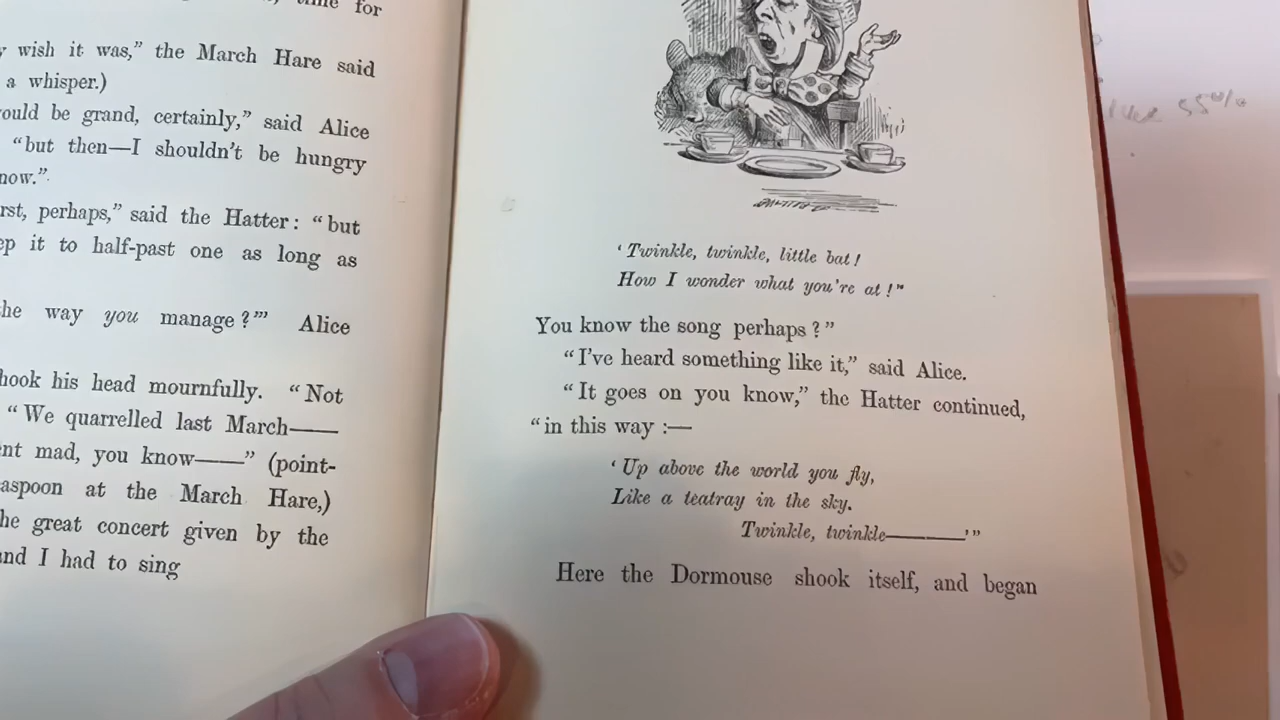 for
wish it was,” the March Hare said
a whisper.)
ould be grand, certainly,” said Alice
“but then—I shouldn't be hungry
now.”
rst, perhaps,” said the Hatter: “but
ep it to half-past one as long as
he way you manage?’” Alice
hook his head mournfully. “Not
“We quarrelled last March——
nt mad, you know——” (point-
aspoon at the March Hare,)
he great concert given by the
nd I had to sing
‘Twinkle, twinkle, little bat!
How I wonder what you're at!”
You know the song perhaps?”
“I've heard something like it,” said Alice.
“It goes on you know,” the Hatter continued,
“in this way:—
‘Up above the world you fly,
Like a teatray in the sky.
Twinkle, twinkle———’”
Here the Dormouse shook itself, and began
55%